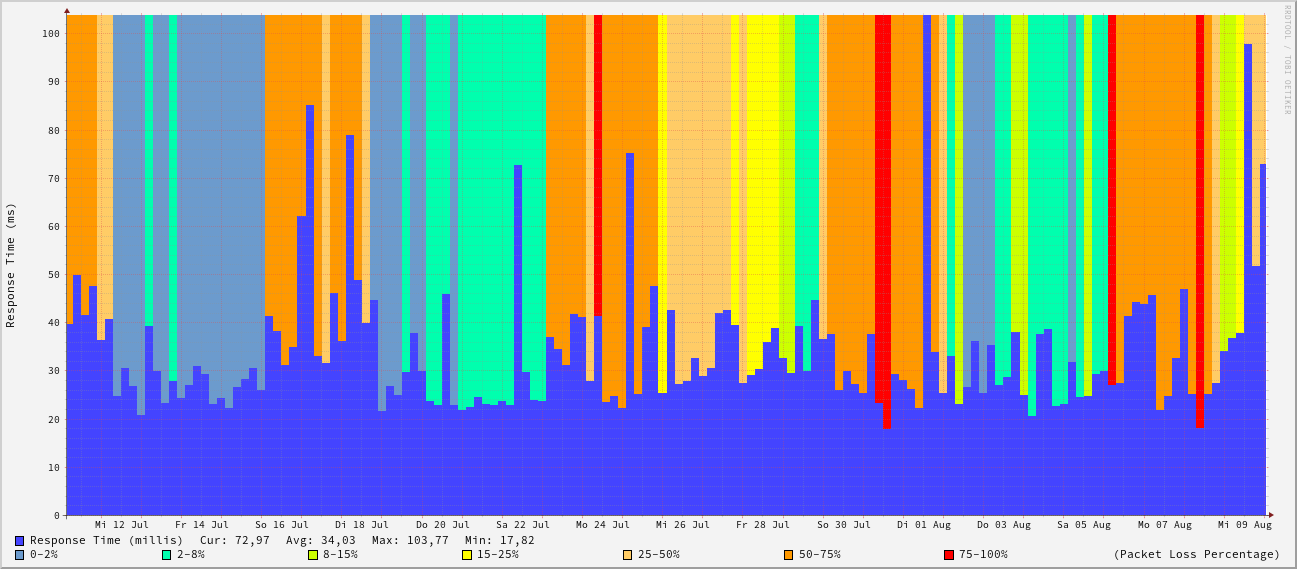 RRDTOOL / TOBI OETIKER
Response Time (ms)
100
90
80
70
60
50
40
30
20
10
0
Mi 12 Jul Fr 14 Jul So 16 Jul Di 18 Jul Do 20 Jul Sa 22 Jul Mo 24 Jul Mi 26 Jul Fr 28 Jul So 30 Jul Di 01 Aug Do 03 Aug Sa 05 Aug Mo 07 Aug Mi 09 Aug
Response Time (millis) Cur: 72,97 Avg: 34,03 Max: 103,77 Min: 17,82
0-2% 2-8% 8-15% 15-25% 25-50% 50-75% 75-100% (Packet Loss Percentage)